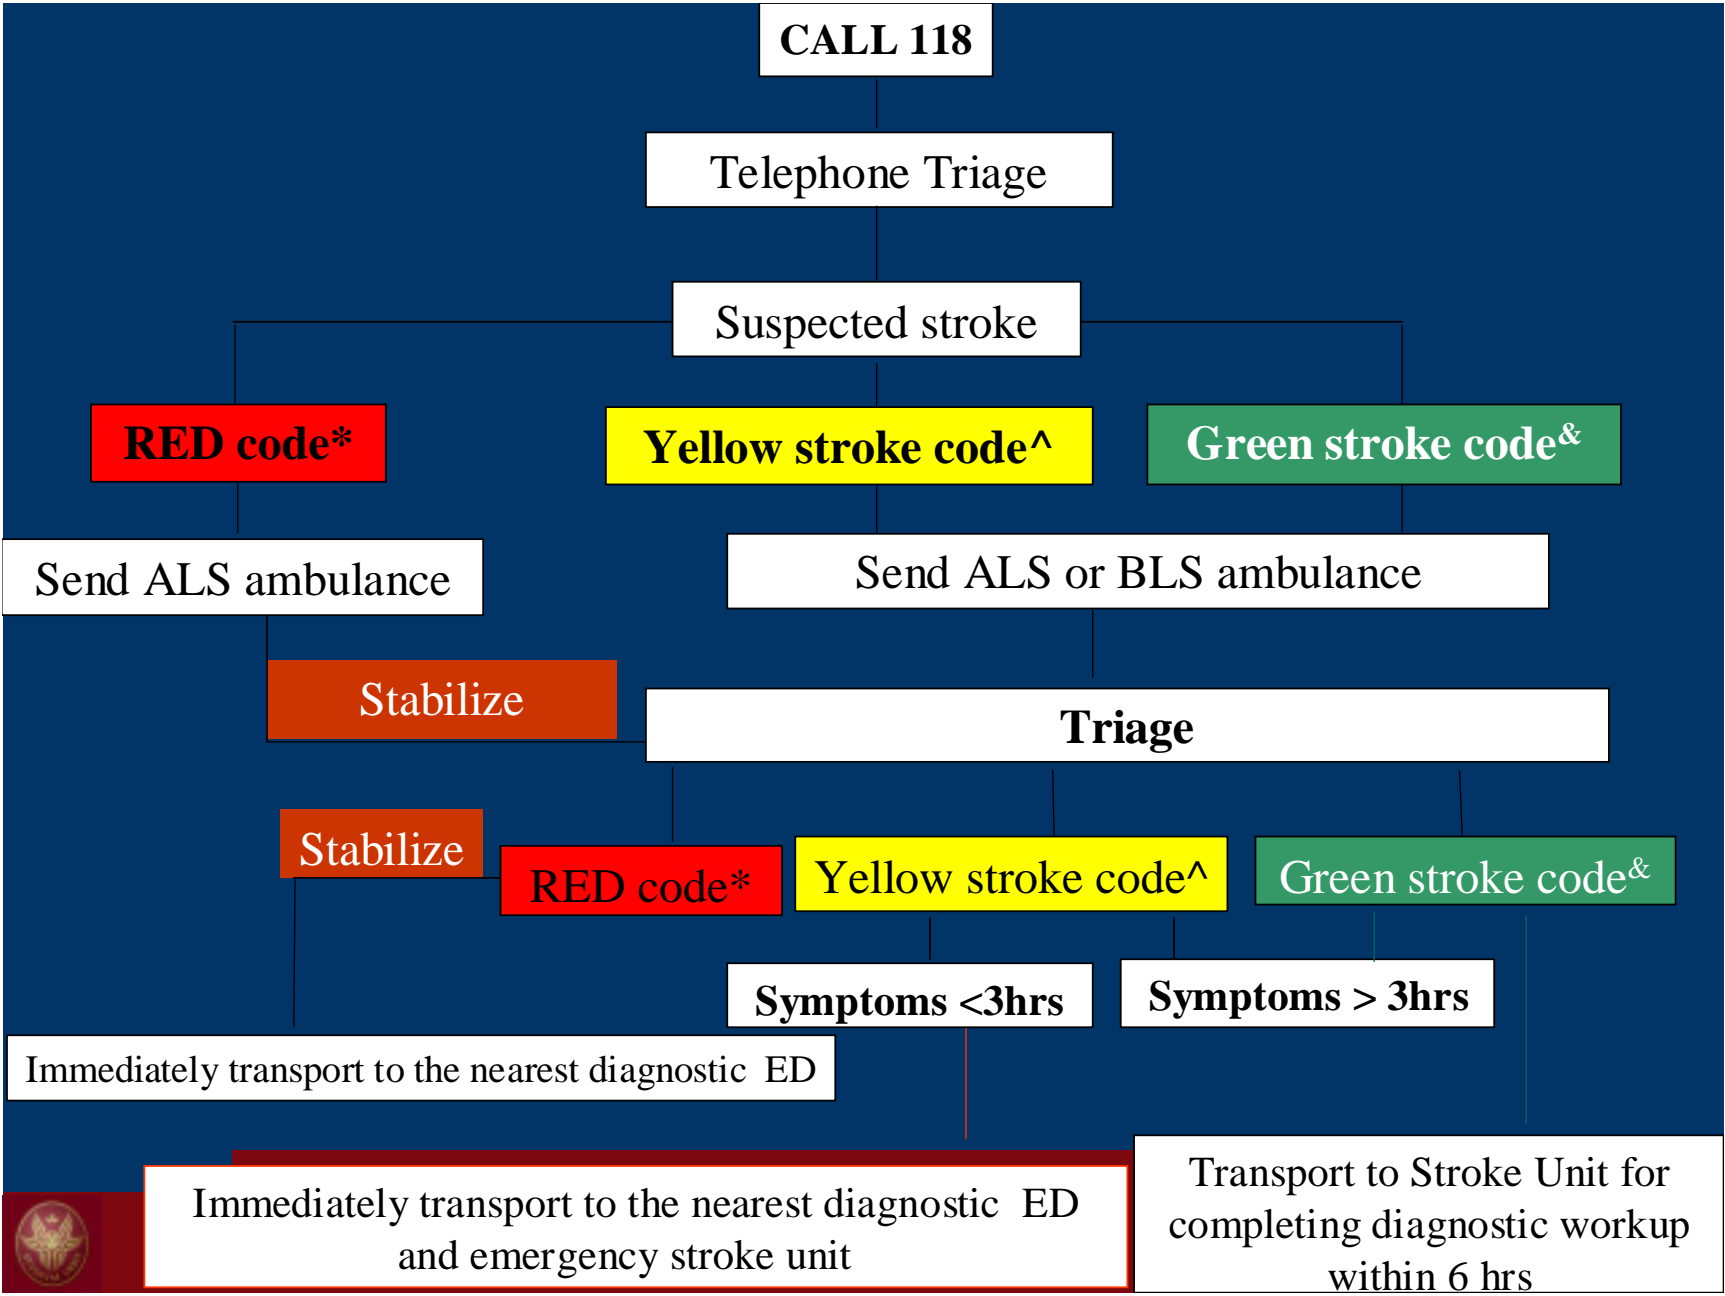 CALL 118
Telephone Triage
Suspected stroke
RED code*
Yellow stroke code^
Green stroke code&
Send ALS ambulance
Send ALS or BLS ambulance
Stabilize
Triage
Stabilize
RED code*
Yellow stroke code^
Green stroke code&
Symptoms <3hrs
Symptoms > 3hrs
Immediately transport to the nearest diagnostic ED
Immediately transport to the nearest diagnostic ED
and emergency stroke unit
Transport to Stroke Unit for
completing diagnostic workup
within 6 hrs